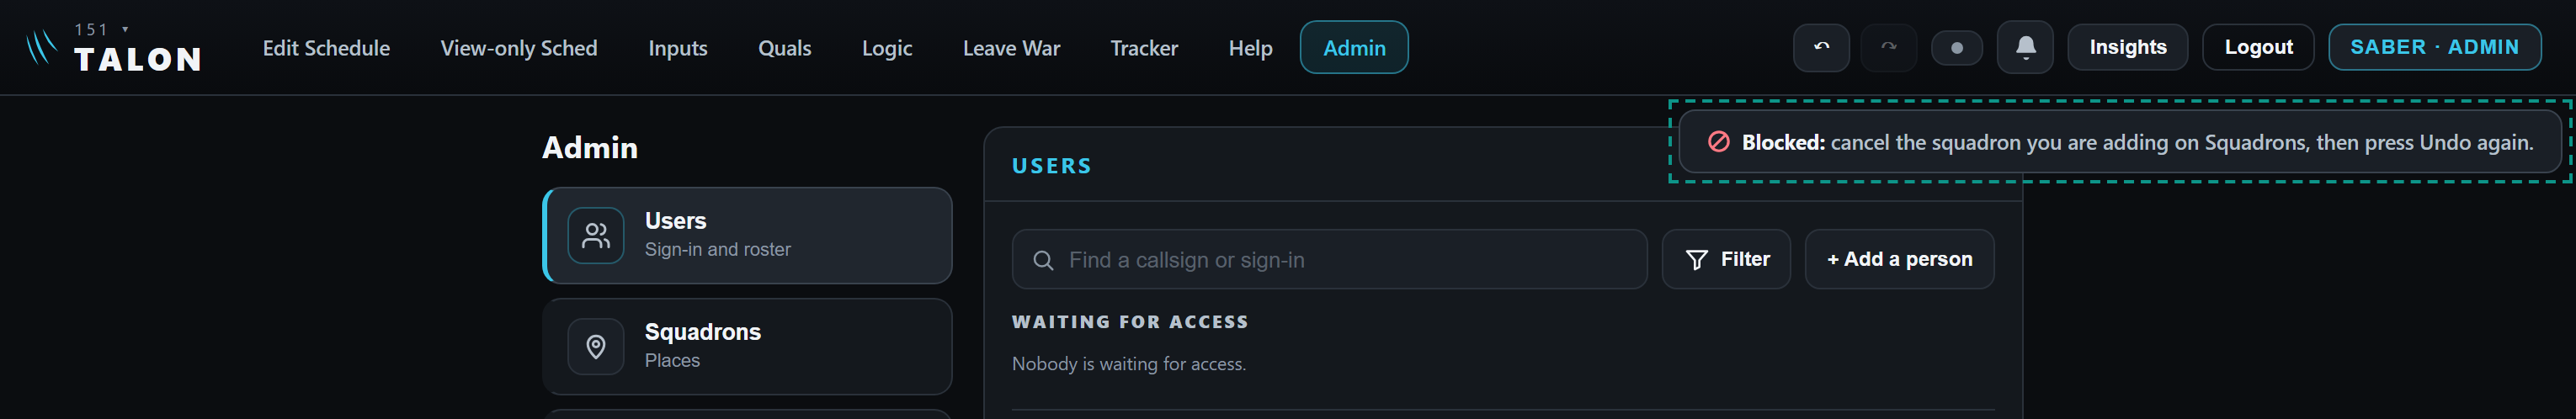 151 ▾
TALON
Edit Schedule
View-only Sched
Inputs
Quals
Logic
Leave War
Tracker
Help
Admin
Insights
Logout
SABER · ADMIN
Blocked: cancel the squadron you are adding on Squadrons, then press Undo again.
Admin
Users
Sign-in and roster
Squadrons
Places
USERS
Find a callsign or sign-in
Filter
+ Add a person
WAITING FOR ACCESS
Nobody is waiting for access.